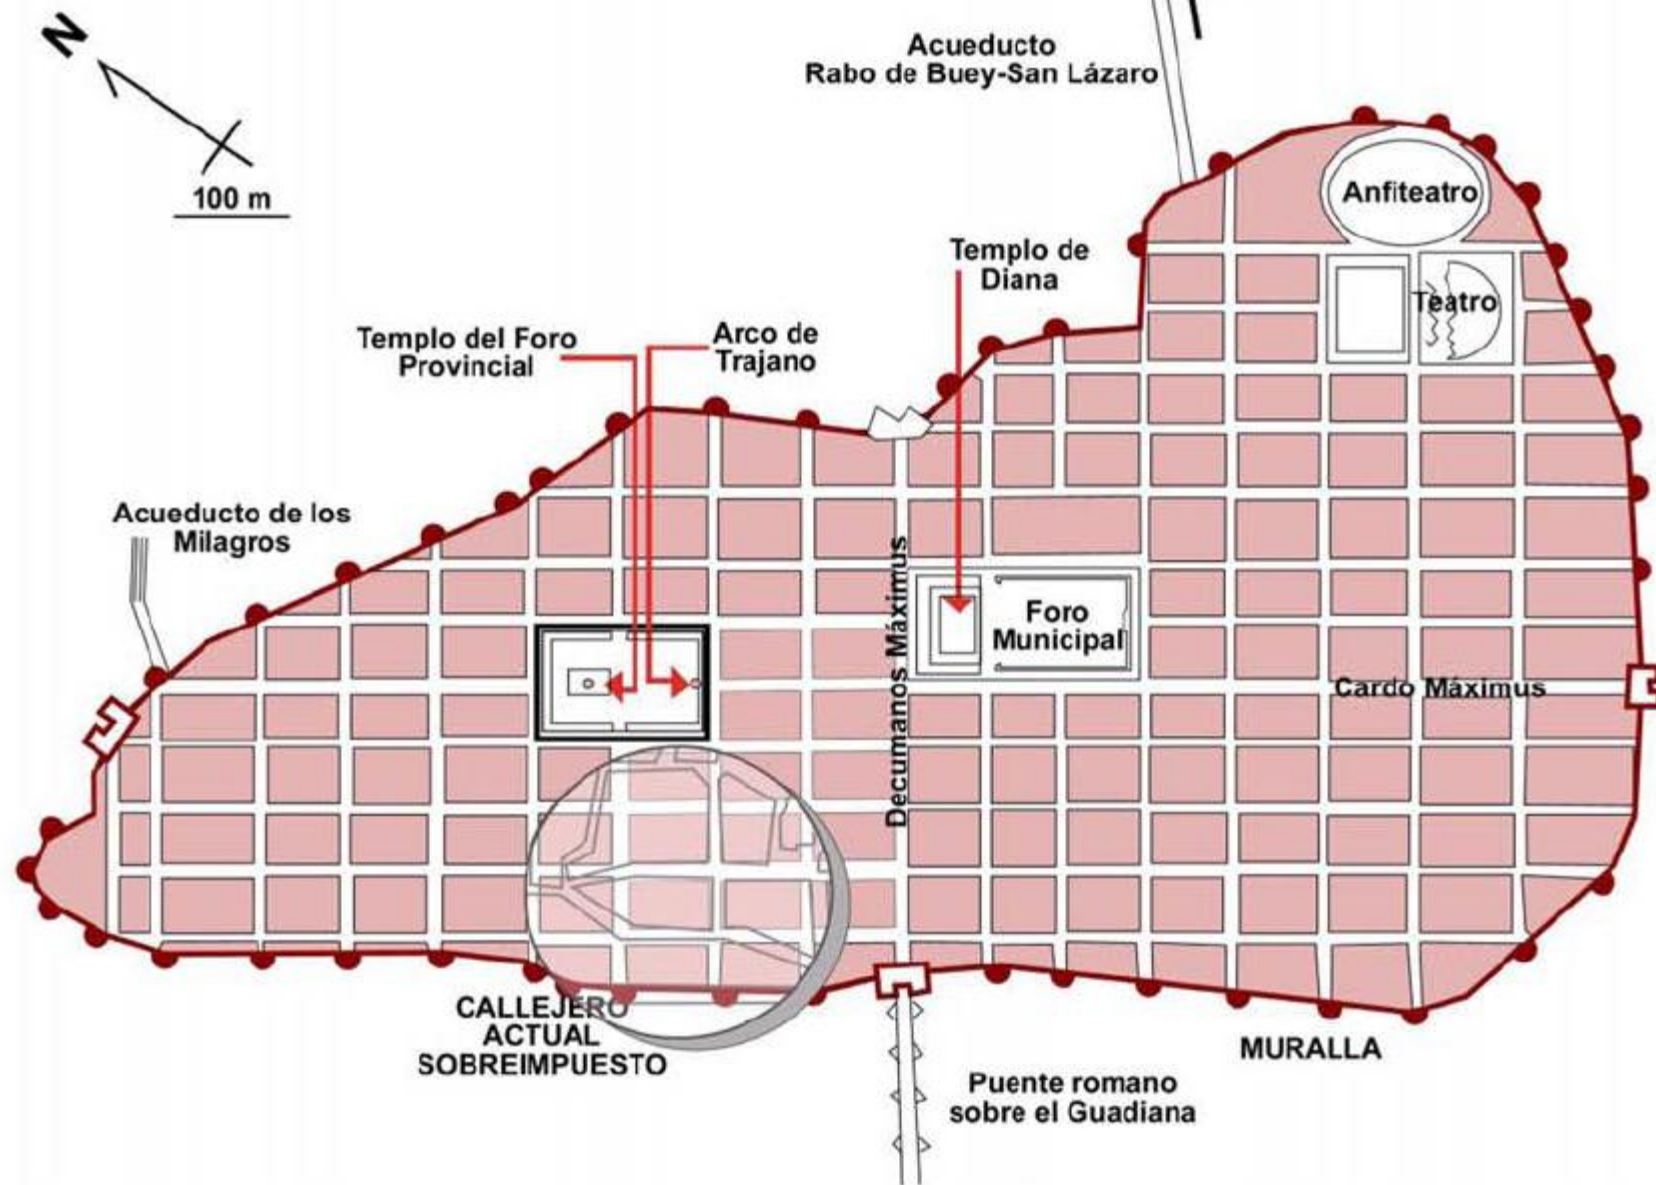 N
100 m
Acueducto
Rabo de Buey-San Lázaro
Anfiteatro
Templo de
Diana
Teatro
Templo del Foro
Provincial
Arco de
Trajano
Acueducto de los
Milagros
Decumanos Máximus
Foro
Municipal
Cardo Máximus
CALLEJERO
ACTUAL
SOBREIMPUESTO
MURALLA
Puente romano
sobre el Guadiana